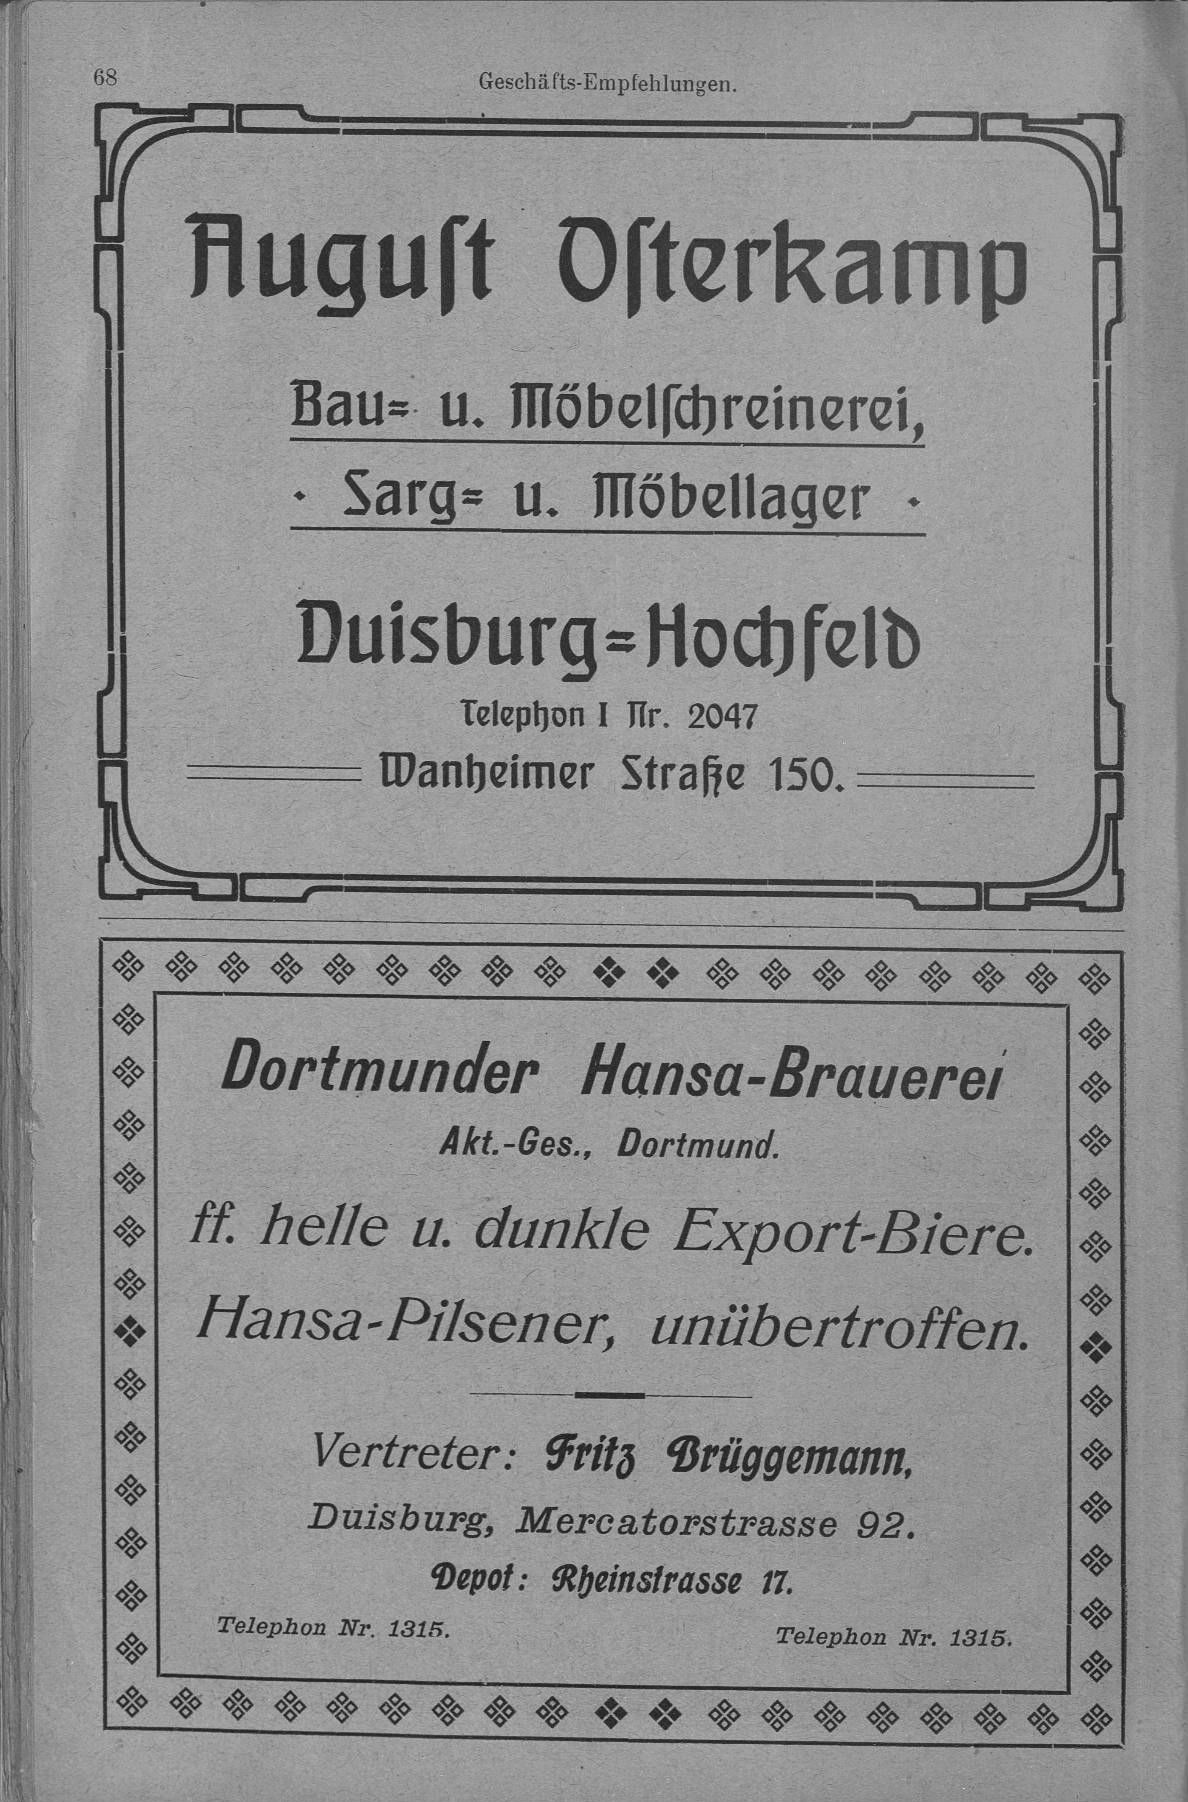 68
Geschäfts-Empfehlungen.
Auguſt Oſterkamp
Bau= u. Möbelſchreinerei,
· Sarg= u. Möbellager ·
Duisburg=Hochfeld
Telephon I Nr. 2047
Wanheimer Straße 150.
Dortmunder Hansa-Brauerei
Akt.-Ges., Dortmund.
ff. helle u. dunkle Export-Biere.
Hansa-Pilsener, unübertroffen.
Vertreter: Fritz Brüggemann,
Duisburg, Mercatorstrasse 92.
Depot: Rheinstrasse 17.
Telephon Nr. 1315. Telephon Nr. 1315.